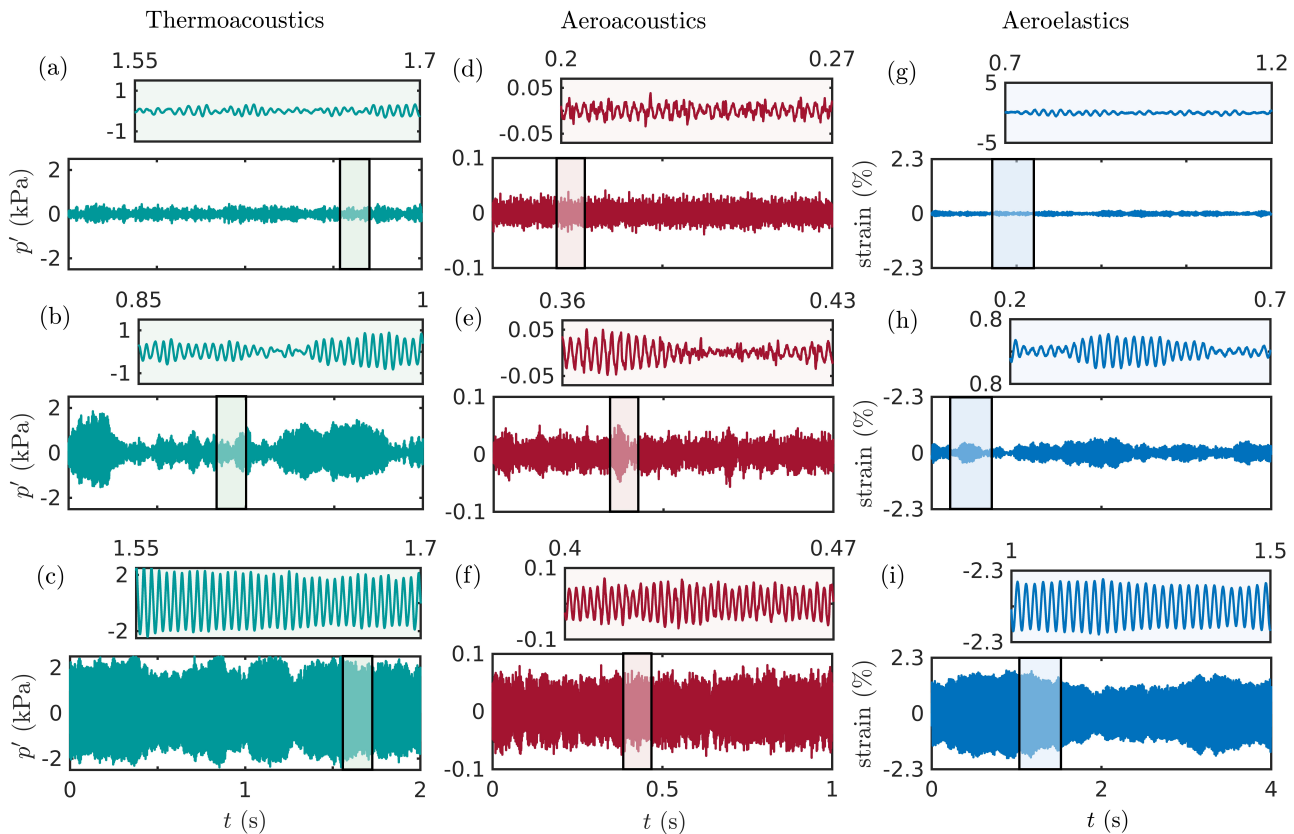 Thermoacoustics Aeroacoustics Aeroelastics
(a) 1.55 1.7
1
-1
2
0
-2
p′ (kPa)
(d) 0.2 0.27
0.05
-0.05
0.1
0
-0.1
(g) 0.7 1.2
5
-5
2.3
0
-2.3
strain (%)
(b) 0.85 1
1
-1
2
0
-2
p′ (kPa)
(e) 0.36 0.43
0.05
-0.05
0.1
0
-0.1
(h) 0.2 0.7
0.8
0.8
-2.3
0
-2.3
strain (%)
(c) 1.55 1.7
2
-2
2
0
-2
p′ (kPa)
0 1 2
t (s)
(f) 0.4 0.47
0.1
-0.1
0.1
0
-0.1
0 0.5 1
t (s)
(i) 1 1.5
-2.3
-2.3
2.3
0
-2.3
strain (%)
0 2 4
t (s)